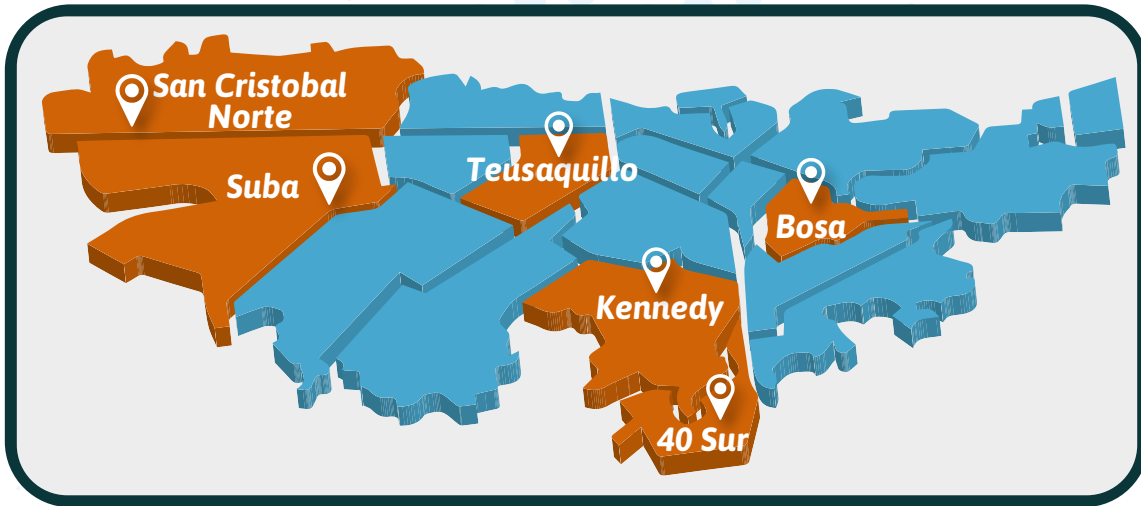 San Cristobal
Norte
Suba
Teusaquillo
Bosa
Kennedy
40 Sur